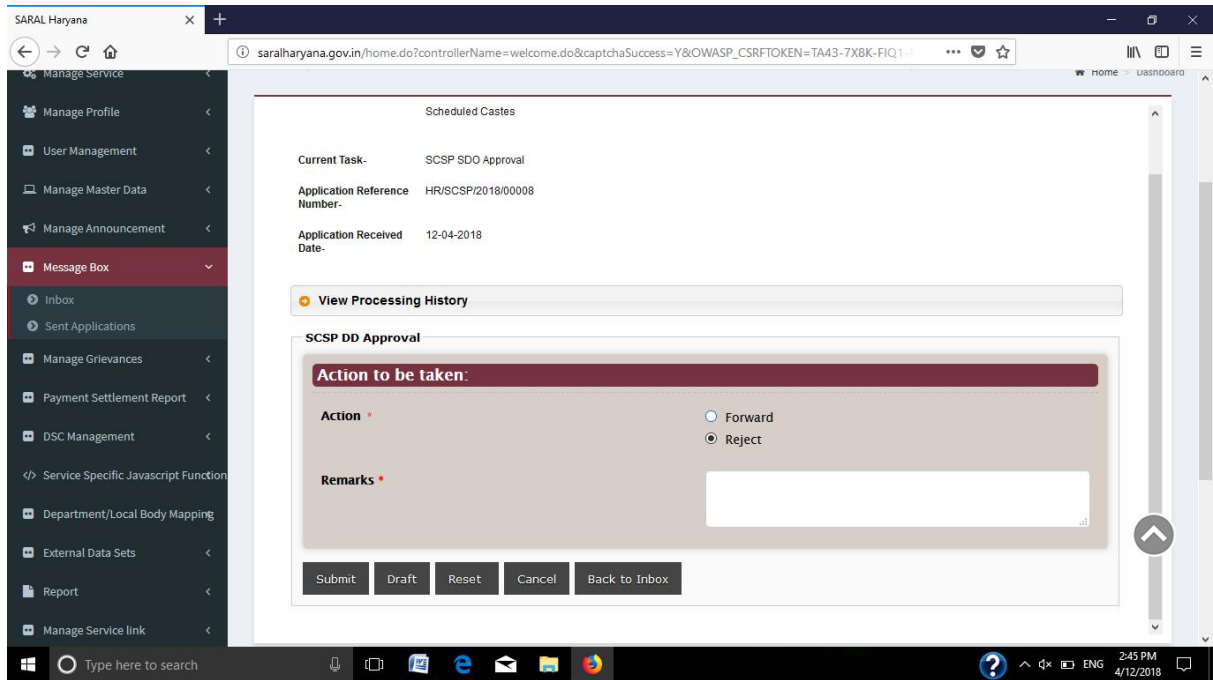 SARAL Haryana
saralharyana.gov.in/home.do?controllerName=welcome.do&captchaSuccess=Y&OWASP_CSRFTOKEN=TA43-7X8K-FIQ1-
Home > Dashboard
Manage Service
Manage Profile
User Management
Manage Master Data
Manage Announcement
Message Box
Inbox
Sent Applications
Manage Grievances
Payment Settlement Report
DSC Management
</> Service Specific Javascript Function
Department/Local Body Mapping
External Data Sets
Report
Manage Service link
Scheduled Castes
Current Task- SCSP SDO Approval
Application Reference HR/SCSP/2018/00008
Number-
Application Received 12-04-2018
Date-
View Processing History
SCSP DD Approval
Action to be taken:
Action * Forward
Reject
Remarks *
Submit Draft Reset Cancel Back to Inbox
Type here to search
ENG 2:45 PM
4/12/2018